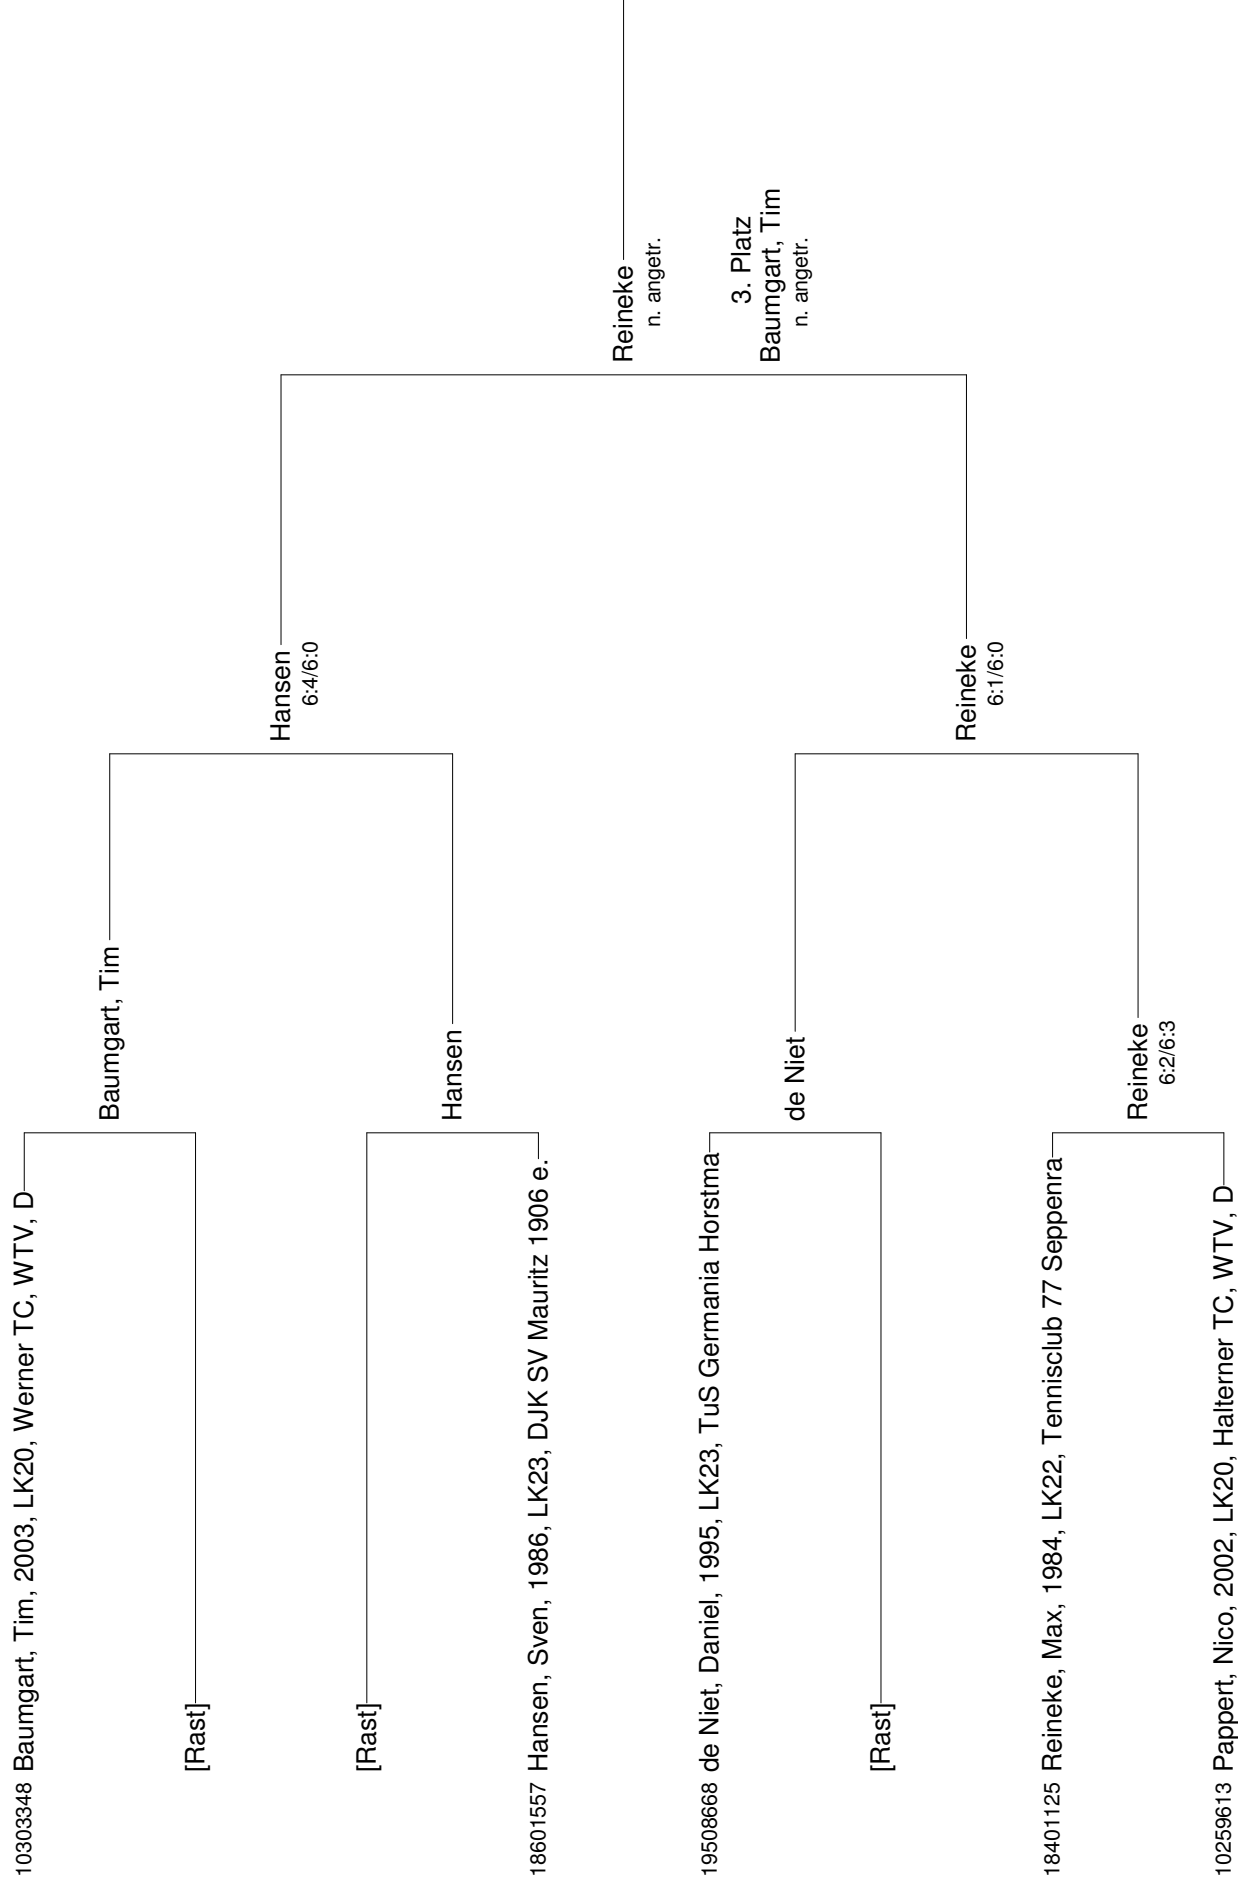 10303348 Baumgart, Tim, 2003, LK20, Werner TC, WTV, D
[Rast]
[Rast]
18601557 Hansen, Sven, 1986, LK23, DJK SV Mauritz 1906 e.
19508668 de Niet, Daniel, 1995, LK23, TuS Germania Horstma
[Rast]
18401125 Reineke, Max, 1984, LK22, Tennisclub 77 Seppenra
10259613 Pappert, Nico, 2002, LK20, Halterner TC, WTV, D
Baumgart, Tim
Hansen
de Niet
Reineke
6:2/6:3
Hansen
6:4/6:0
Reineke
6:1/6:0
Reineke
n. angetr.
3. Platz
Baumgart, Tim
n. angetr.